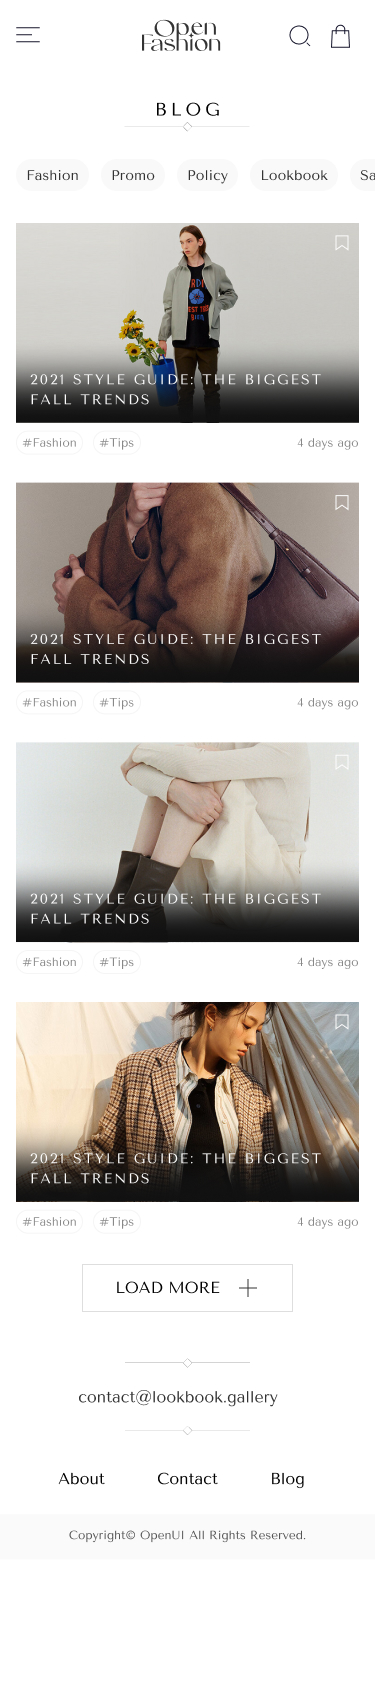 Open
Fashion
BLOG
Fashion Promo Policy Lookbook Sa
2021 STYLE GUIDE: THE BIGGEST
FALL TRENDS
#Fashion #Tips 4 days ago
2021 STYLE GUIDE: THE BIGGEST
FALL TRENDS
#Fashion #Tips 4 days ago
2021 STYLE GUIDE: THE BIGGEST
FALL TRENDS
#Fashion #Tips 4 days ago
2021 STYLE GUIDE: THE BIGGEST
FALL TRENDS
#Fashion #Tips 4 days ago
LOAD MORE
contact@lookbook.gallery
About Contact Blog
Copyright© OpenUI All Rights Reserved.